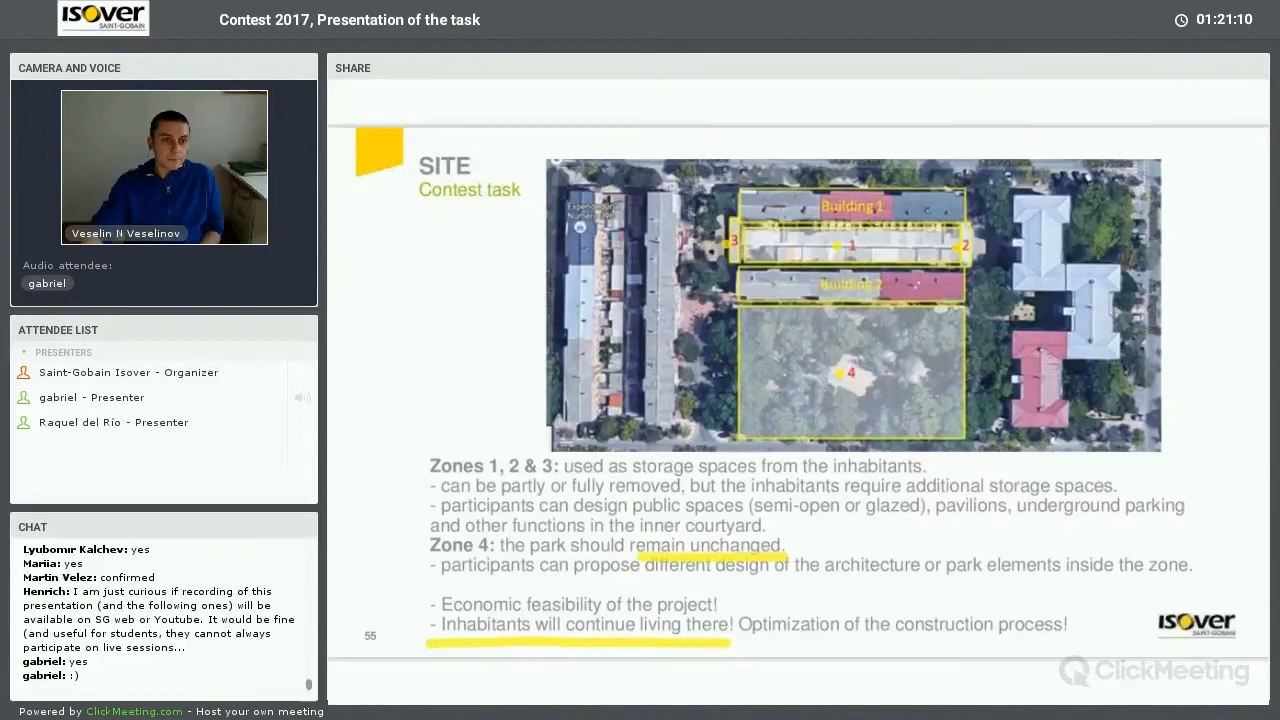 isover
SAINT-GOBAIN
Contest 2017, Presentation of the task
01:21:10
CAMERA AND VOICE
Veselin N Veselinov
Audio attendee:
gabriel
ATTENDEE LIST
PRESENTERS
Saint-Gobain Isover - Organizer
gabriel - Presenter
Raquel del Río - Presenter
CHAT
Lyubomir Kalchev: yes
Mariia: yes
Martin Velez: confirmed
Henrich: I am just curious if recording of this
presentation (and the following ones) will be
available on SG web or Youtube. It would be fine
(and useful for students, they cannot always
participate on live sessions...
gabriel: yes
gabriel: :)
Powered by ClickMeeting.com - Host your own meeting
SHARE
SITE
Contest task
Building 1
3
1
2
Building 2
4
Zones 1, 2 & 3: used as storage spaces from the inhabitants.
- can be partly or fully removed, but the inhabitants require additional storage spaces.
- participants can design public spaces (semi-open or glazed), pavilions, underground parking
and other functions in the inner courtyard.
Zone 4: the park should remain unchanged.
- participants can propose different design of the architecture or park elements inside the zone.
- Economic feasibility of the project!
- Inhabitants will continue living there! Optimization of the construction process!
55
isover
SAINT-GOBAIN
ClickMeeting